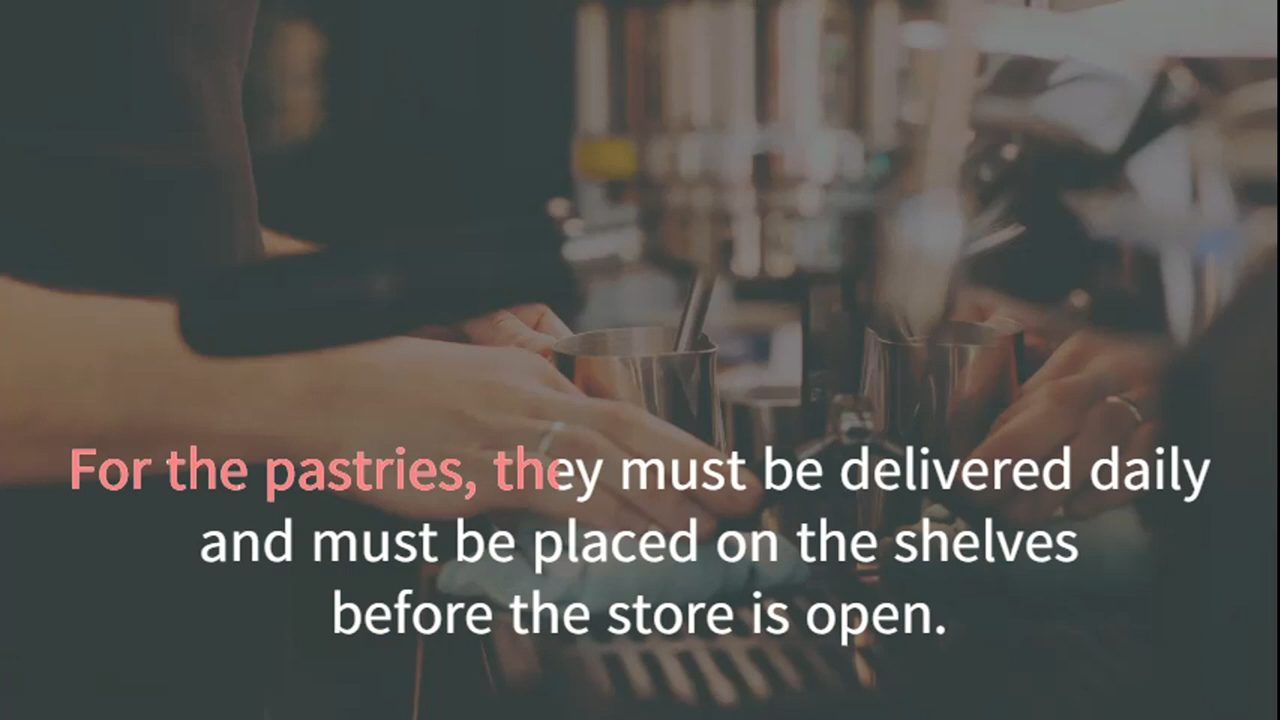 For the pastries, they must be delivered daily
and must be placed on the shelves
before the store is open.